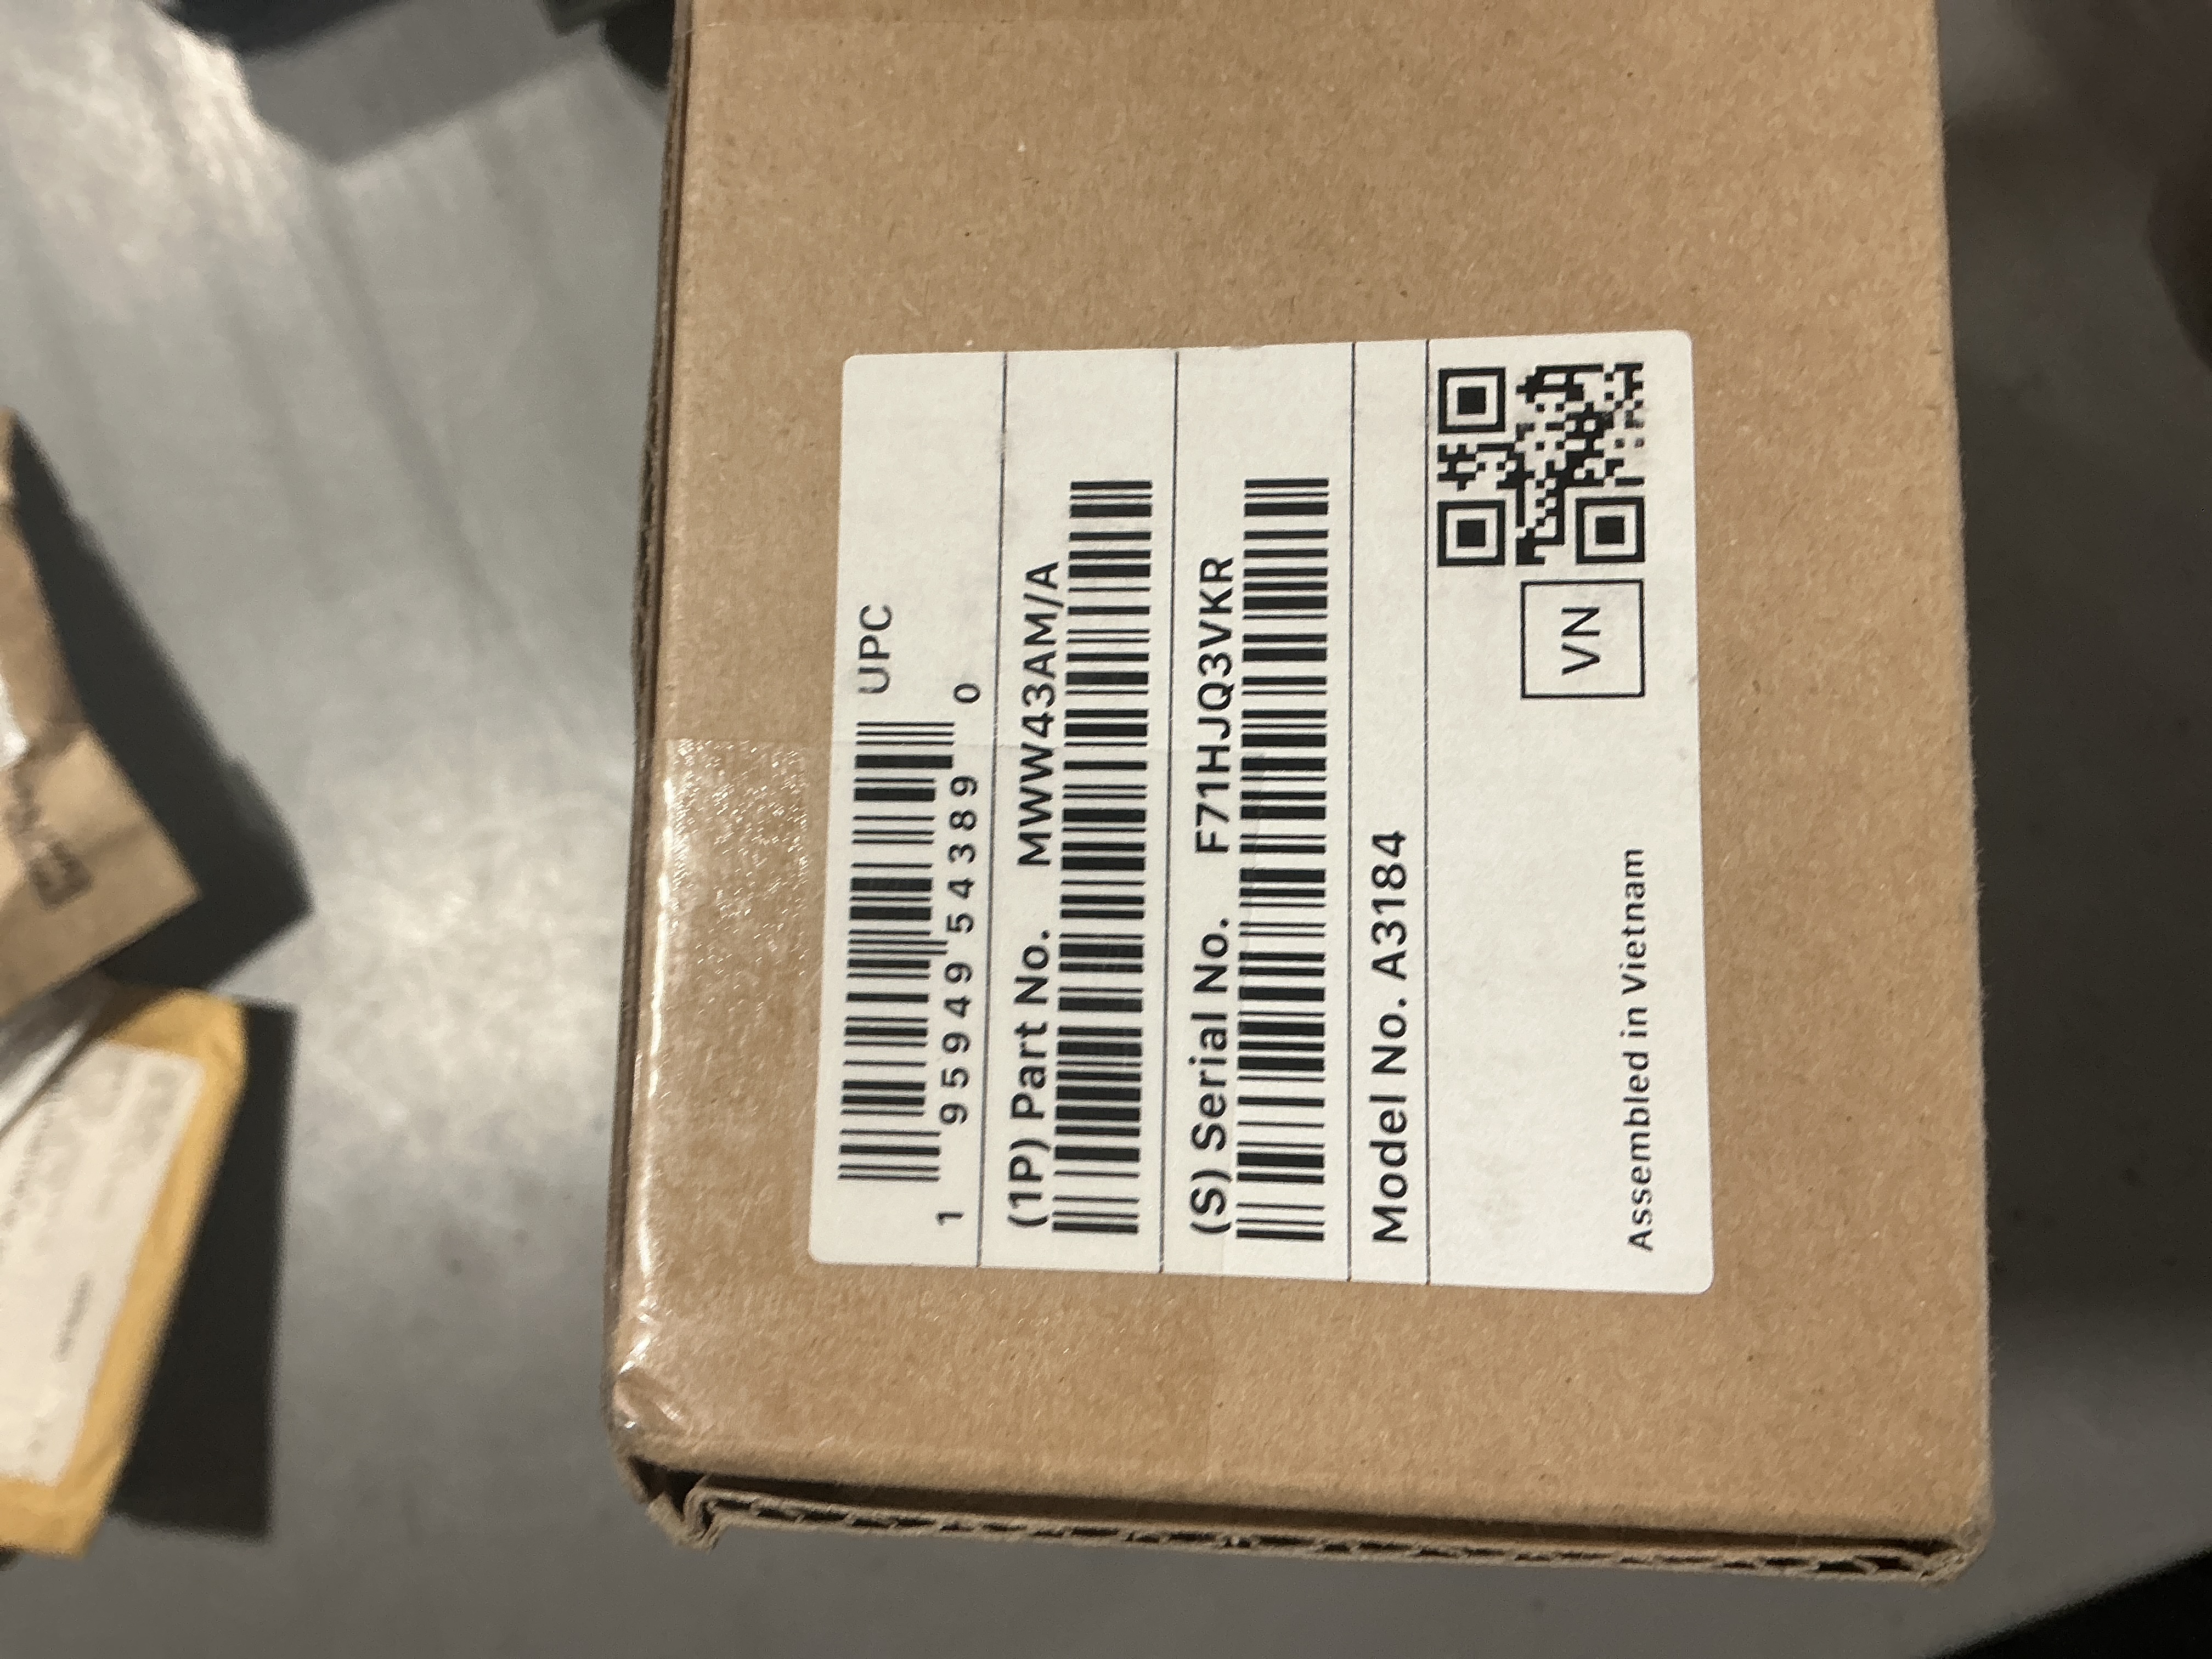 UPC
1 95949 54389 0
(1P) Part No. MWW43AM/A
(S) Serial No. F71HJQ3VKR
Model No. A3184
VN
Assembled in Vietnam